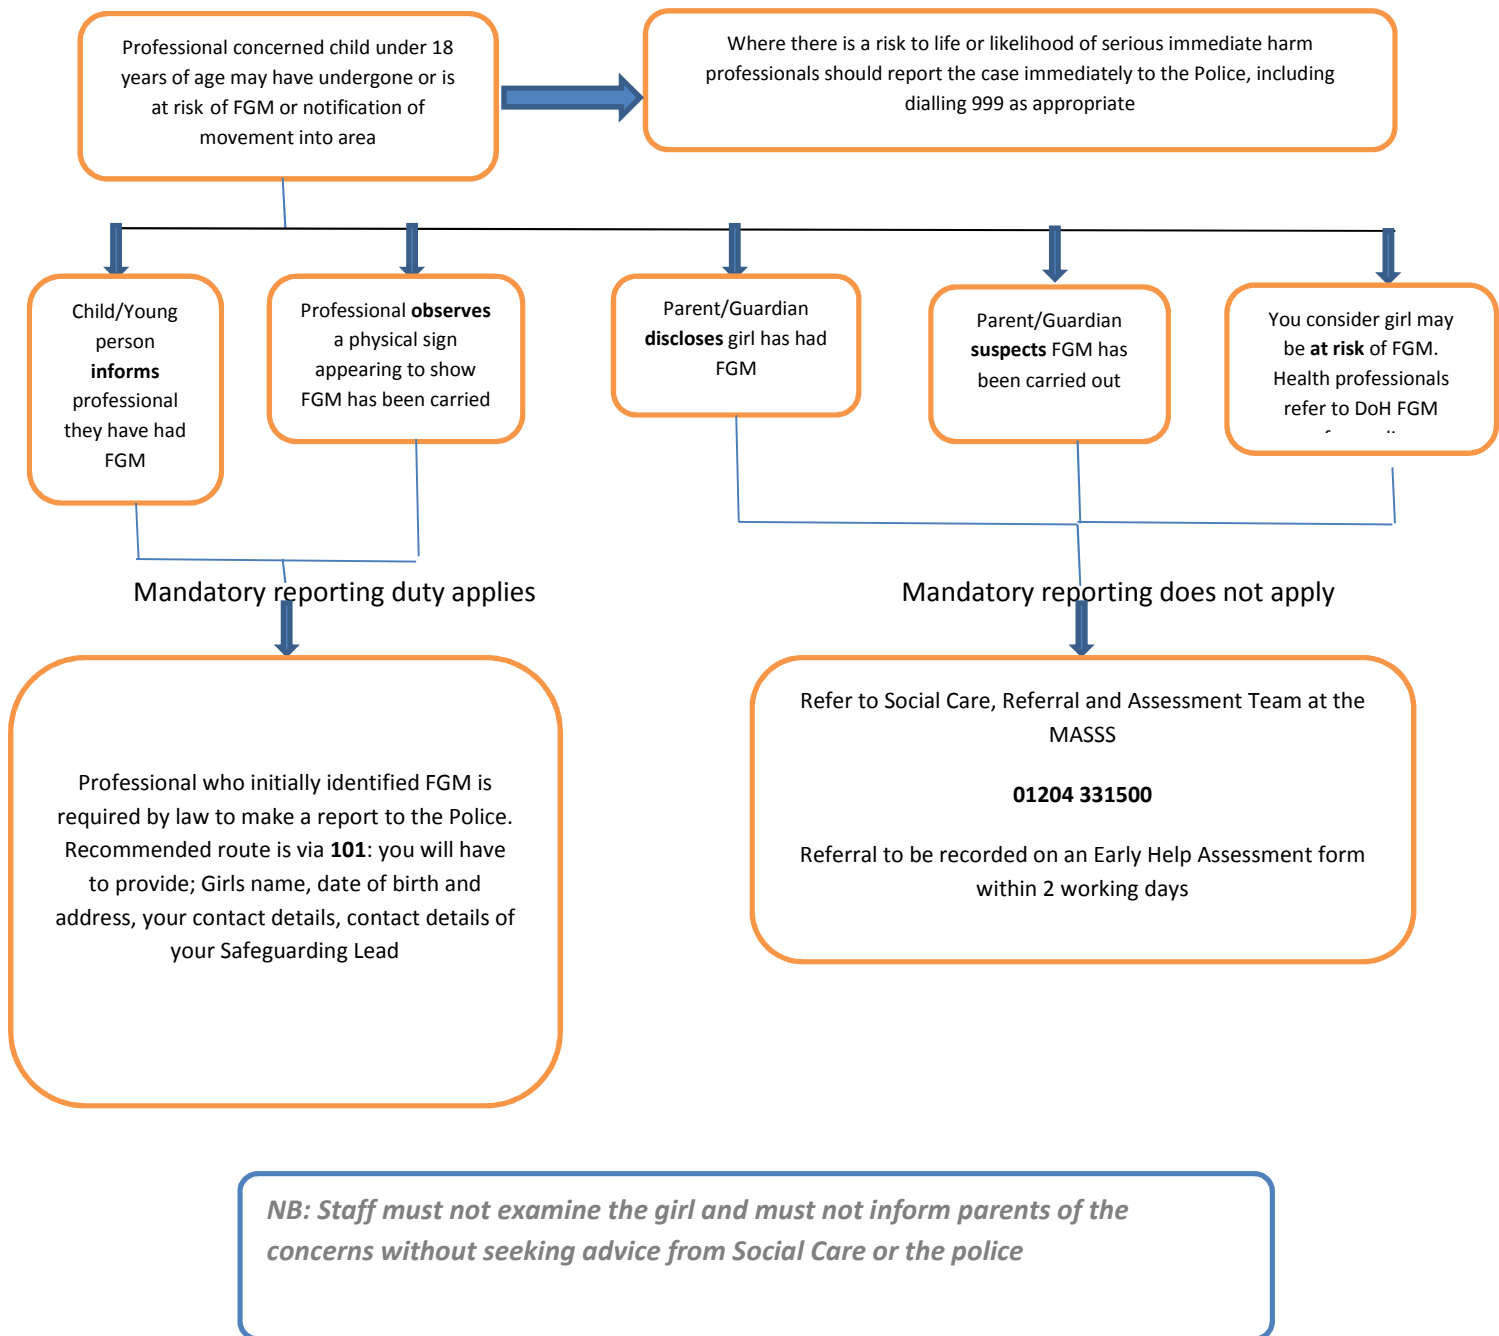 Professional concerned child under 18
years of age may have undergone or is
at risk of FGM or notification of
movement into area
Where there is a risk to life or likelihood of serious immediate harm
professionals should report the case immediately to the Police, including
dialling 999 as appropriate
Child/Young
person
informs
professional
they have had
FGM
Professional observes
a physical sign
appearing to show
FGM has been carried
Parent/Guardian
discloses girl has had
FGM
Parent/Guardian
suspects FGM has
been carried out
You consider girl may
be at risk of FGM.
Health professionals
refer to DoH FGM
Mandatory reporting duty applies
Mandatory reporting does not apply
Professional who initially identified FGM is
required by law to make a report to the Police.
Recommended route is via 101: you will have
to provide; Girls name, date of birth and
address, your contact details, contact details of
your Safeguarding Lead
Refer to Social Care, Referral and Assessment Team at the
MASSS
01204 331500
Referral to be recorded on an Early Help Assessment form
within 2 working days
NB: Staff must not examine the girl and must not inform parents of the
concerns without seeking advice from Social Care or the police